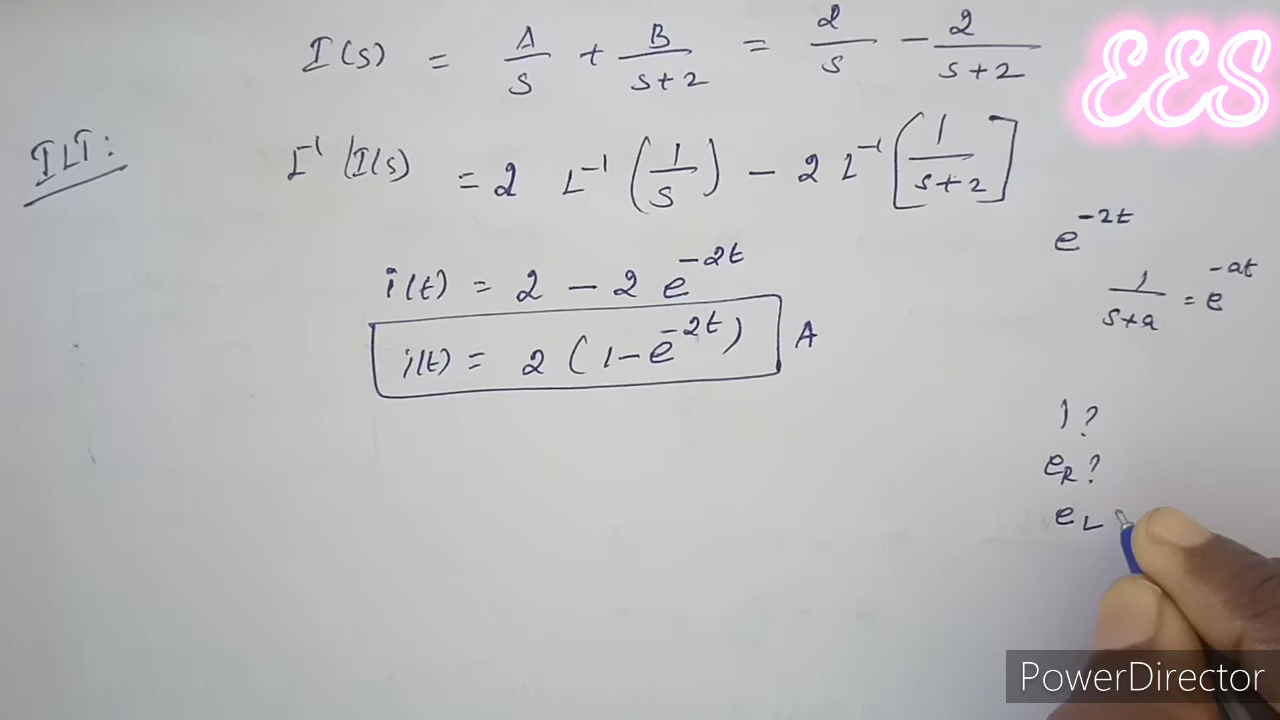 I(s) = A/s + B/s+2 = 2/s - 2/s+2
EES
ILT:
L⁻¹ (I(s) = 2 L⁻¹ (1/s) - 2 L⁻¹ [1/s+2]
e^-2t
i(t) = 2 - 2 e^-2t
1/s+a = e^-at
i(t) = 2 (1 - e^-2t) A
i?
e_R?
e_L
PowerDirector